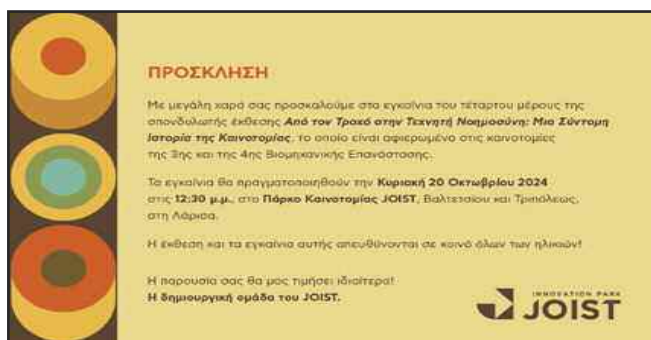 ΠΡΟΣΚΛΗΣΗ
Με μεγάλη χαρά σας προσκαλούμε στα εγκαίνια του τέταρτου μέρους της
σπονδυλωτής έκθεσης Από τον Τροχό στην Τεχνητή Νοημοσύνη: Μια Σύντομη
Ιστορία της Καινοτομίας, το οποίο είναι αφιερωμένο στις καινοτομίες
της 3ης και της 4ης Βιομηχανικής Επανάστασης.
Τα εγκαίνια θα πραγματοποιηθούν την Κυριακή 20 Οκτωβρίου 2024
στις 12:30 μ.μ., στο Πάρκο Καινοτομίας JOIST, Βαλτετσίου και Τριπόλεως,
στη Λάρισα.
Η έκθεση και τα εγκαίνια αυτής απευθύνονται σε κοινό όλων των ηλικιών!
Η παρουσία σας θα μας τιμήσει ιδιαίτερα!
Η δημιουργική ομάδα του JOIST.
INNOVATION PARK
JOIST